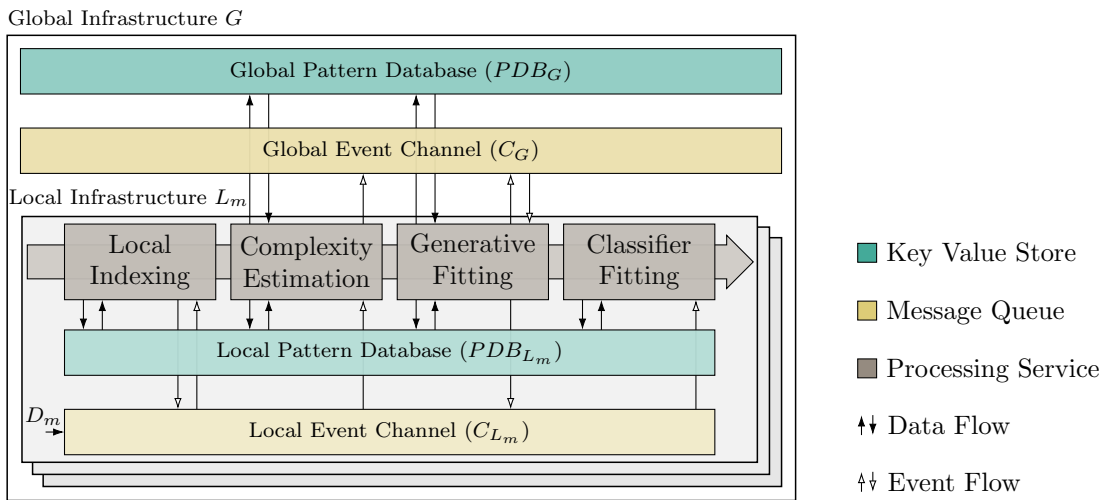 Global Infrastructure G
Global Pattern Database (PDB_G)
Global Event Channel (C_G)
Local Infrastructure L_m
Local
Indexing
Complexity
Estimation
Generative
Fitting
Classifier
Fitting
Local Pattern Database (PDB_{L_m})
D_m
Local Event Channel (C_{L_m})
Key Value Store
Message Queue
Processing Service
Data Flow
Event Flow